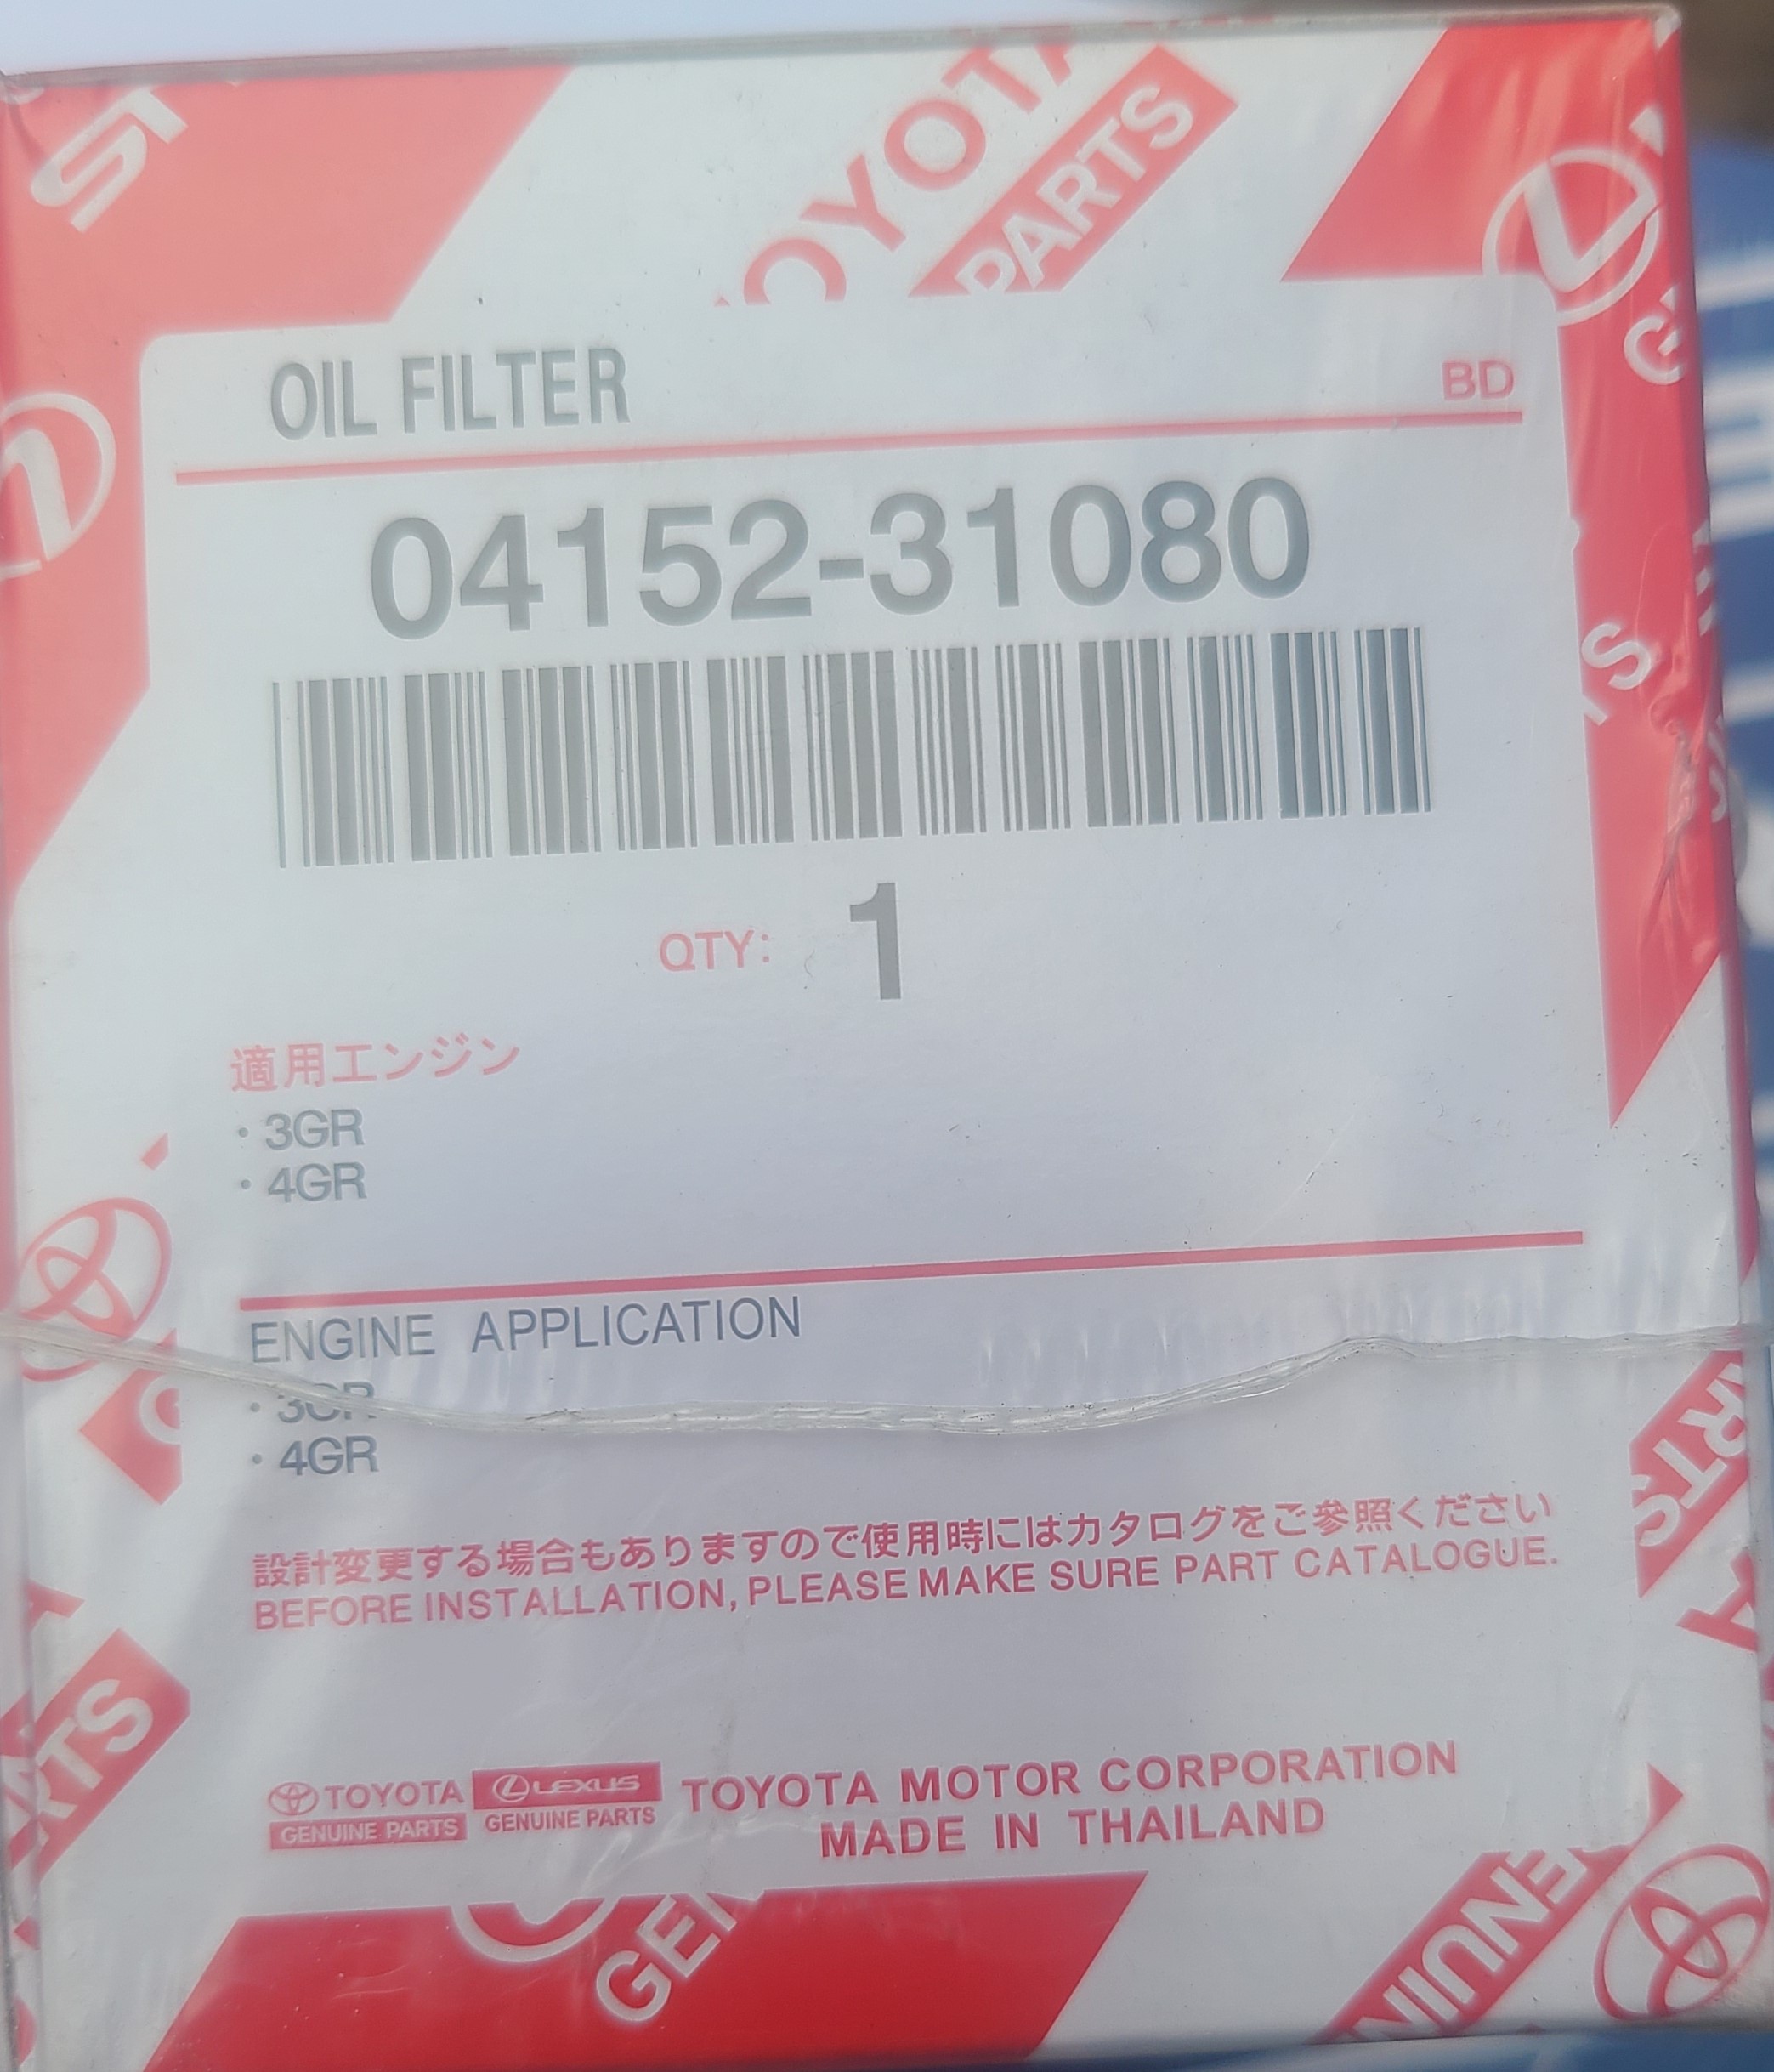 TOYOTA
PARTS
OIL FILTER
BD
04152-31080
QTY: 1
適用エンジン
・3GR
・4GR
ENGINE APPLICATION
・3GR
・4GR
設計変更する場合もありますので使用時にはカタログをご参照ください
BEFORE INSTALLATION, PLEASE MAKE SURE PART CATALOGUE.
TOYOTA
GENUINE PARTS
LEXUS
GENUINE PARTS
TOYOTA MOTOR CORPORATION
MADE IN THAILAND